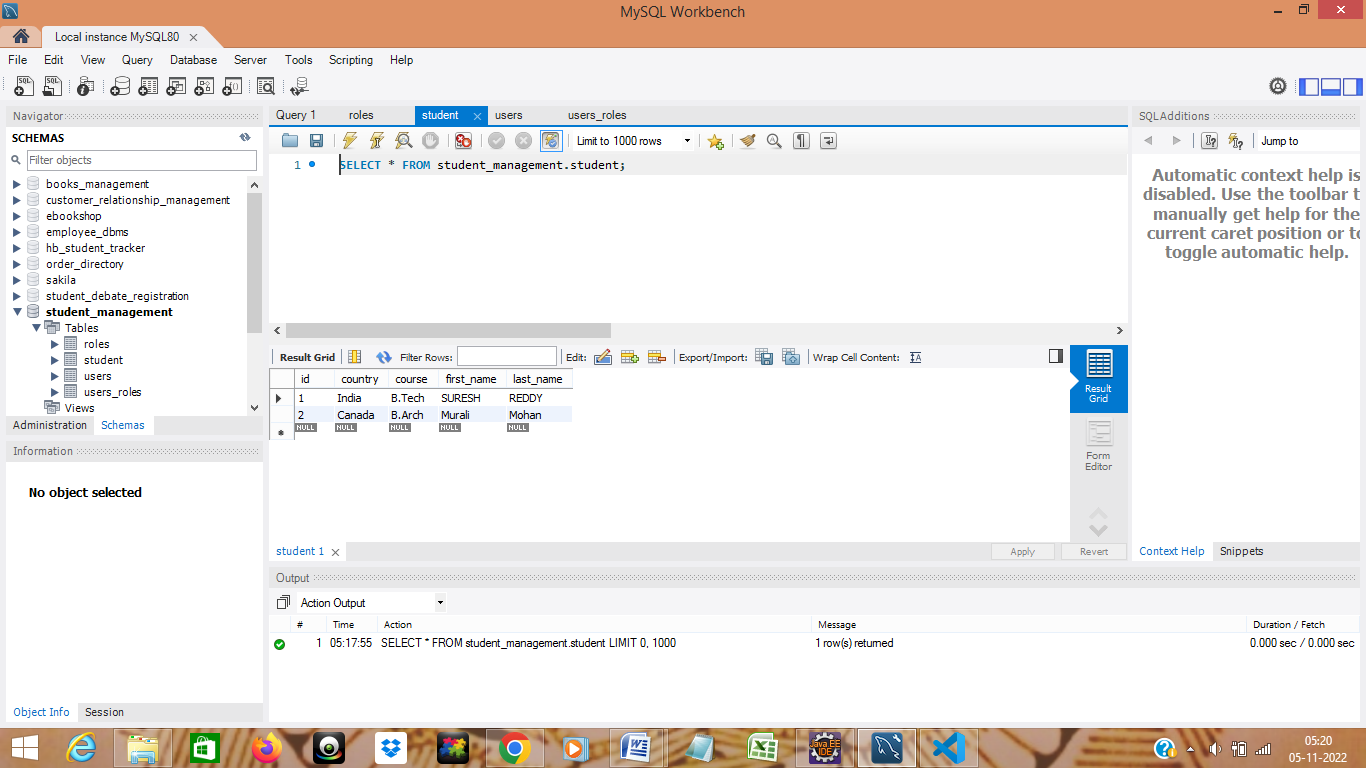 MySQL Workbench
Local instance MySQL80
File Edit View Query Database Server Tools Scripting Help
Navigator
SCHEMAS
Filter objects
books_management
customer_relationship_management
ebookshop
employee_dbms
hb_student_tracker
order_directory
sakila
student_debate_registration
student_management
Tables
roles
student
users
users_roles
Views
Administration Schemas
Information
No object selected
Object Info Session
Query 1 roles student users users_roles
Limit to 1000 rows
1 SELECT * FROM student_management.student;
Result Grid Filter Rows: Edit: Export/Import: Wrap Cell Content:
id country course first_name last_name
1 India B.Tech SURESH REDDY
2 Canada B.Arch Murali Mohan
NULL NULL NULL NULL NULL
Result
Grid
Form
Editor
student 1
Apply Revert
SQLAdditions
Jump to
Automatic context help is
disabled. Use the toolbar t
manually get help for the
current caret position or to
toggle automatic help.
Context Help Snippets
Output
Action Output
# Time Action Message Duration / Fetch
1 05:17:55 SELECT * FROM student_management.student LIMIT 0, 1000 1 row(s) returned 0.000 sec / 0.000 sec
Java EE
IDE
05:20
05-11-2022